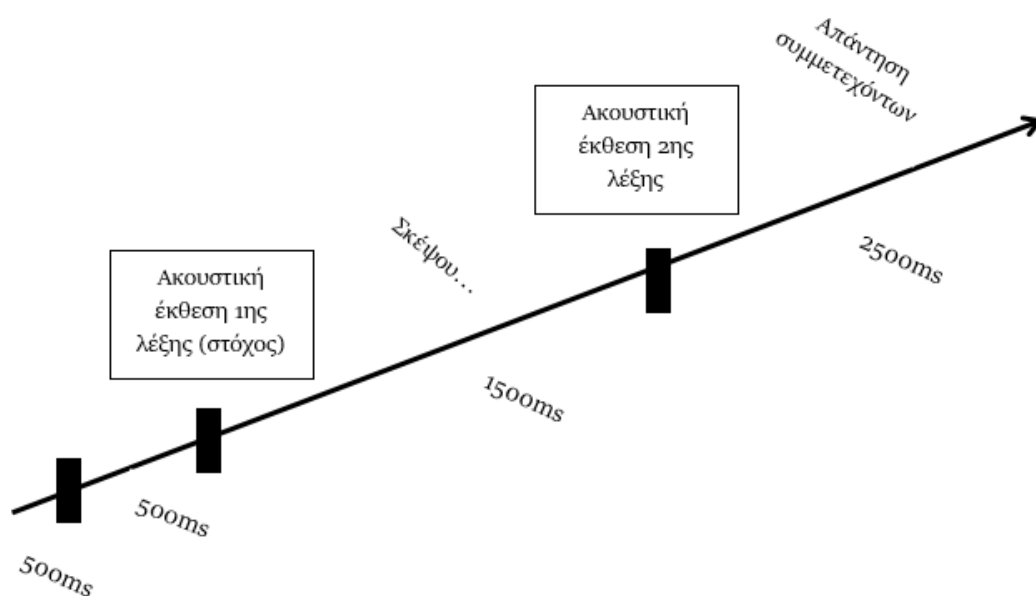 Απάντηση
συμμετεχόντων
Ακουστική
έκθεση 2ης
λέξης
Σκέψου...
2500ms
Ακουστική
έκθεση 1ης
λέξης (στόχος)
1500ms
500ms
500ms